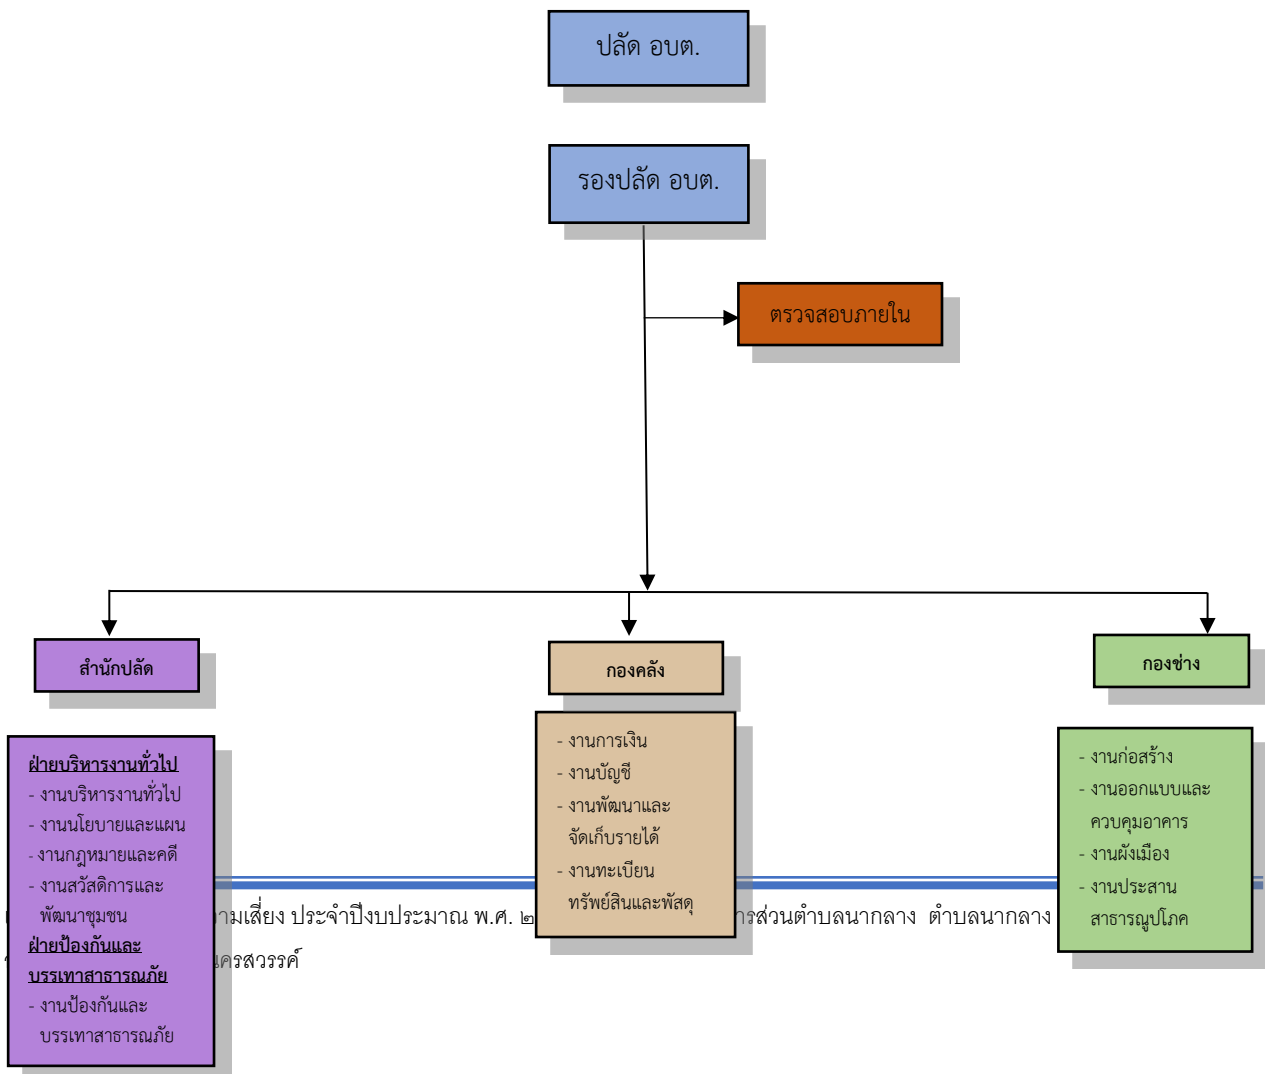 ปลัด อบต.
รองปลัด อบต.
ตรวจสอบภายใน
สำนักปลัด
กองคลัง
กองช่าง
ฝ่ายบริหารงานทั่วไป
- งานบริหารงานทั่วไป
- งานนโยบายและแผน
- งานกฎหมายและคดี
- งานสวัสดิการและ
พัฒนาชุมชน
ฝ่ายป้องกันและ
บรรเทาสาธารณภัย
- งานป้องกันและ
บรรเทาสาธารณภัย
- งานการเงิน
- งานบัญชี
- งานพัฒนาและ
จัดเก็บรายได้
- งานทะเบียน
ทรัพย์สินและพัสดุ
- งานก่อสร้าง
- งานออกแบบและ
ควบคุมอาคาร
- งานผังเมือง
- งานประสาน
สาธารณูปโภค
ามเสี่ยง ประจำปีงบประมาณ พ.ศ. ๒ ารส่วนตำบลนากลาง ตำบลนากลาง
นครสวรรค์